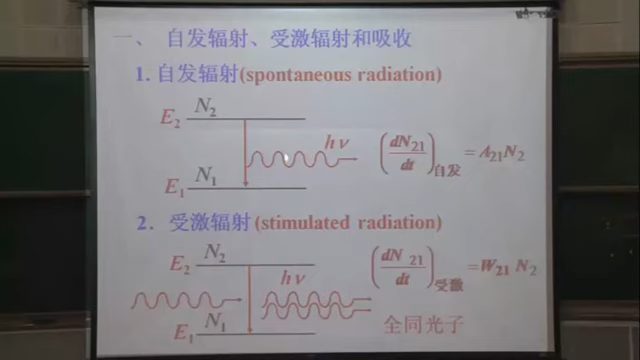 一、 自发辐射、受激辐射和吸收
1. 自发辐射(spontaneous radiation)
E2 N2
hν
(dN21/dt)自发 = A21N2
E1 N1
2. 受激辐射(stimulated radiation)
E2 N2
hν
(dN 21/dt)受激 =W21 N2
E1 N1
全同光子